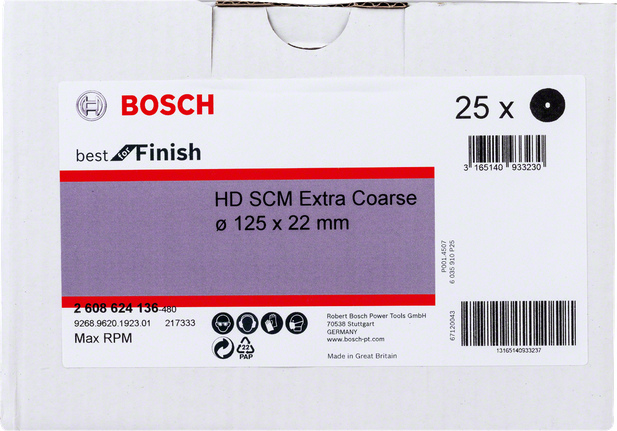 BOSCH
25 x
best for Finish
3 165140 933230
HD SCM Extra Coarse
ø 125 x 22 mm
P001.4507
6 035 910 P25
2 608 624 136-480
9268.9620.1923.01 217333
Max RPM
22
PAP
Robert Bosch Power Tools GmbH
70538 Stuttgart
GERMANY
www.bosch-pt.com
Made in Great Britain
67120043
13165140933237